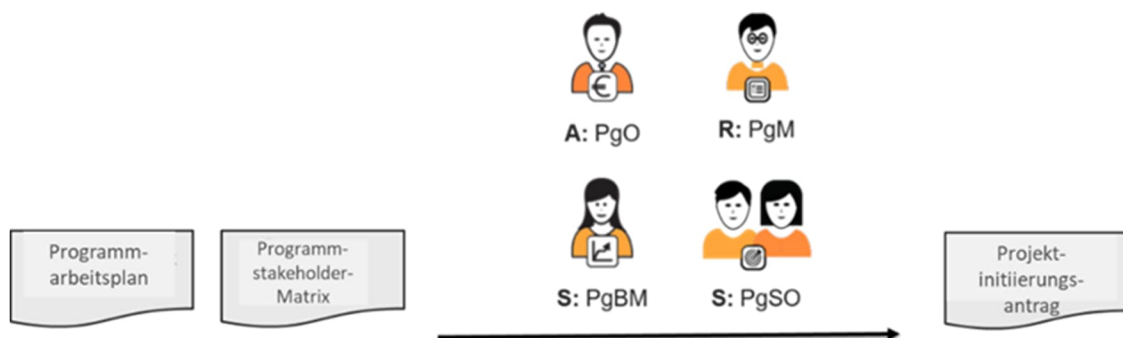 A: PgO
R: PgM
S: PgBM
S: PgSO
Programm-
arbeitsplan
Programm-
stakeholder-
Matrix
Projekt-
initiierungs-
antrag